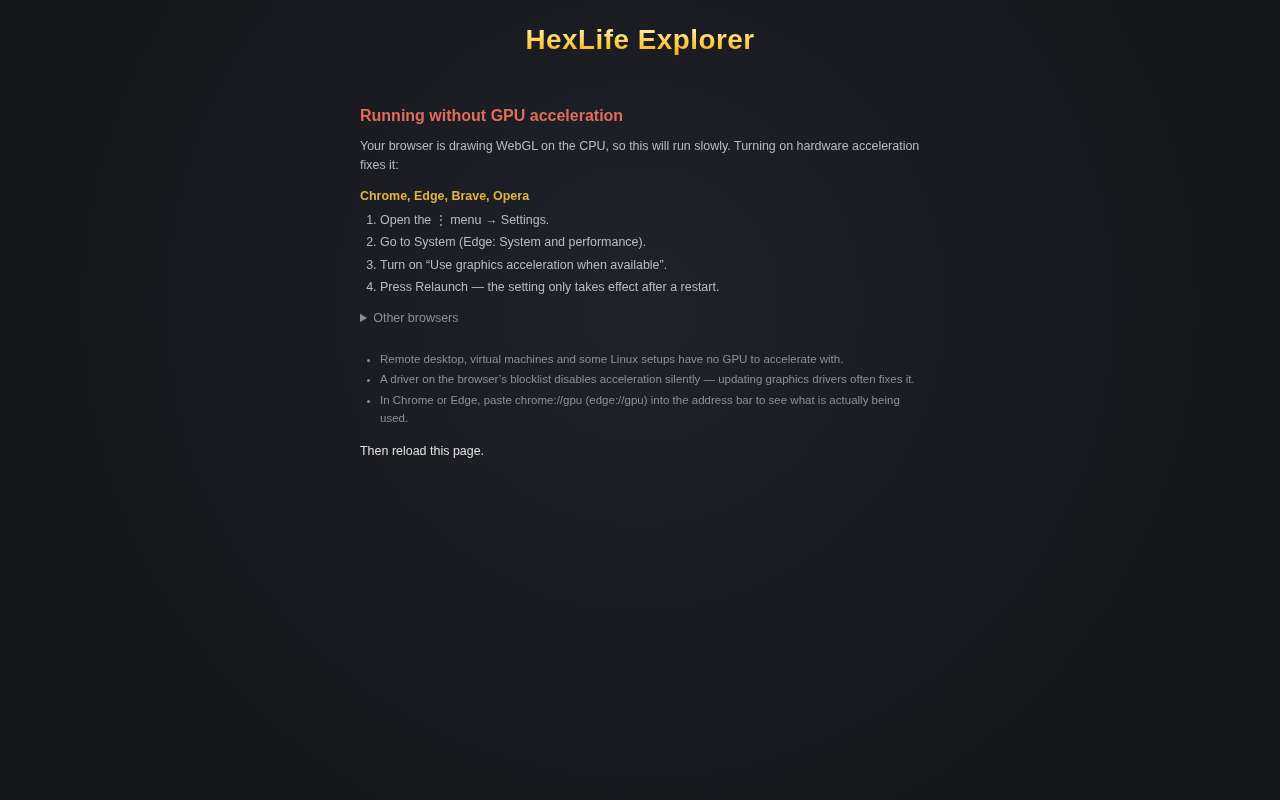 HexLife Explorer
Running without GPU acceleration
Your browser is drawing WebGL on the CPU, so this will run slowly. Turning on hardware acceleration
fixes it:
Chrome, Edge, Brave, Opera
1. Open the ⋮ menu → Settings.
2. Go to System (Edge: System and performance).
3. Turn on “Use graphics acceleration when available”.
4. Press Relaunch — the setting only takes effect after a restart.
▶ Other browsers
• Remote desktop, virtual machines and some Linux setups have no GPU to accelerate with.
• A driver on the browser’s blocklist disables acceleration silently — updating graphics drivers often fixes it.
• In Chrome or Edge, paste chrome://gpu (edge://gpu) into the address bar to see what is actually being
used.
Then reload this page.